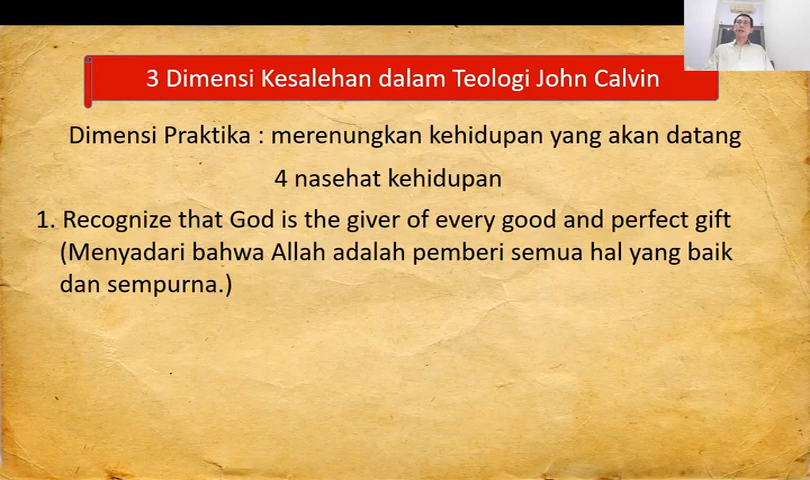 3 Dimensi Kesalehan dalam Teologi John Calvin
Dimensi Praktika : merenungkan kehidupan yang akan datang
4 nasehat kehidupan
1. Recognize that God is the giver of every good and perfect gift
(Menyadari bahwa Allah adalah pemberi semua hal yang baik
dan sempurna.)